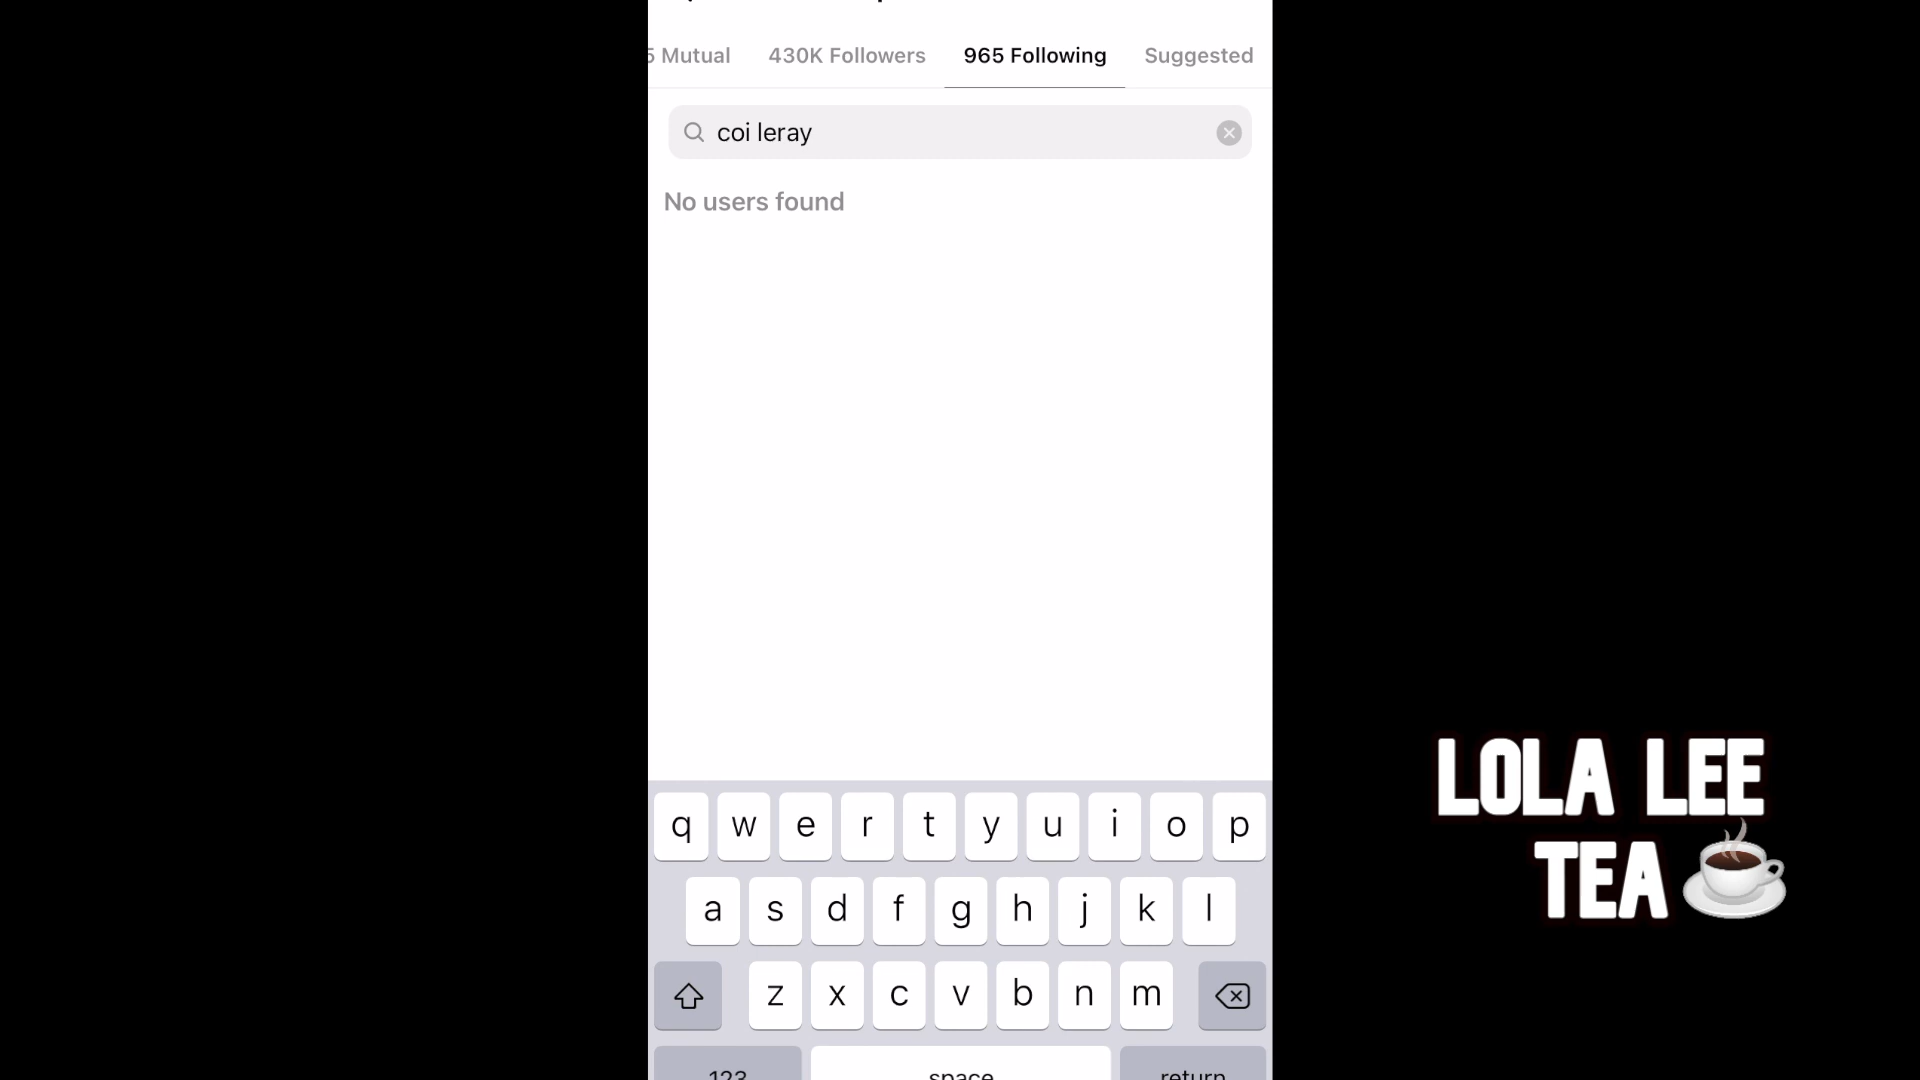 5 Mutual 430K Followers 965 Following Suggested
coi leray
No users found
q w e r t y u i o p
a s d f g h j k l
z x c v b n m
123 space return
LOLA LEE
TEA